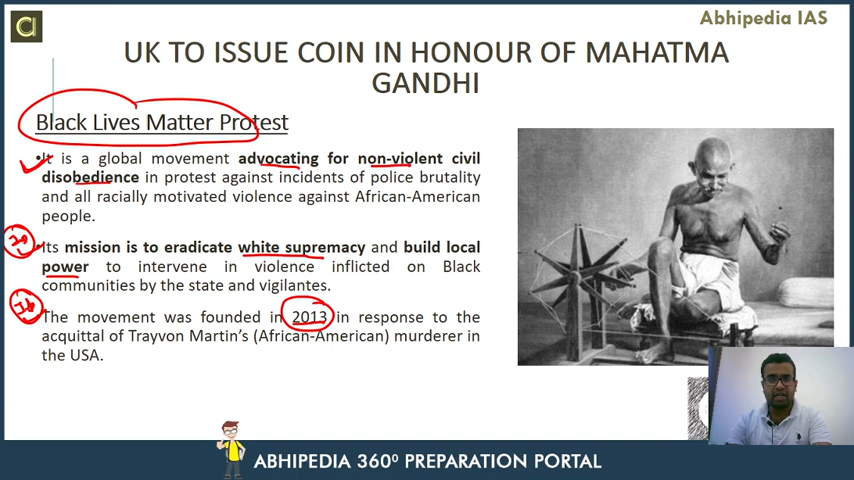 Abhipedia IAS
UK TO ISSUE COIN IN HONOUR OF MAHATMA
GANDHI
Black Lives Matter Protest
•It is a global movement advocating for non-violent civil
disobedience in protest against incidents of police brutality
and all racially motivated violence against African-American
people.
•Its mission is to eradicate white supremacy and build local
power to intervene in violence inflicted on Black
communities by the state and vigilantes.
The movement was founded in 2013 in response to the
acquittal of Trayvon Martin's (African-American) murderer in
the USA.
ABHIPEDIA 360⁰ PREPARATION PORTAL